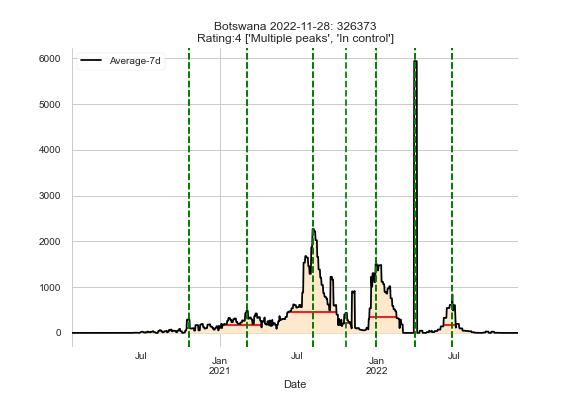 Botswana 2022-11-28: 326373
Rating:4 ['Multiple peaks', 'In control']
Average-7d
6000
5000
4000
3000
2000
1000
0
Jul
Jan
2021
Jul
Jan
2022
Jul
Date